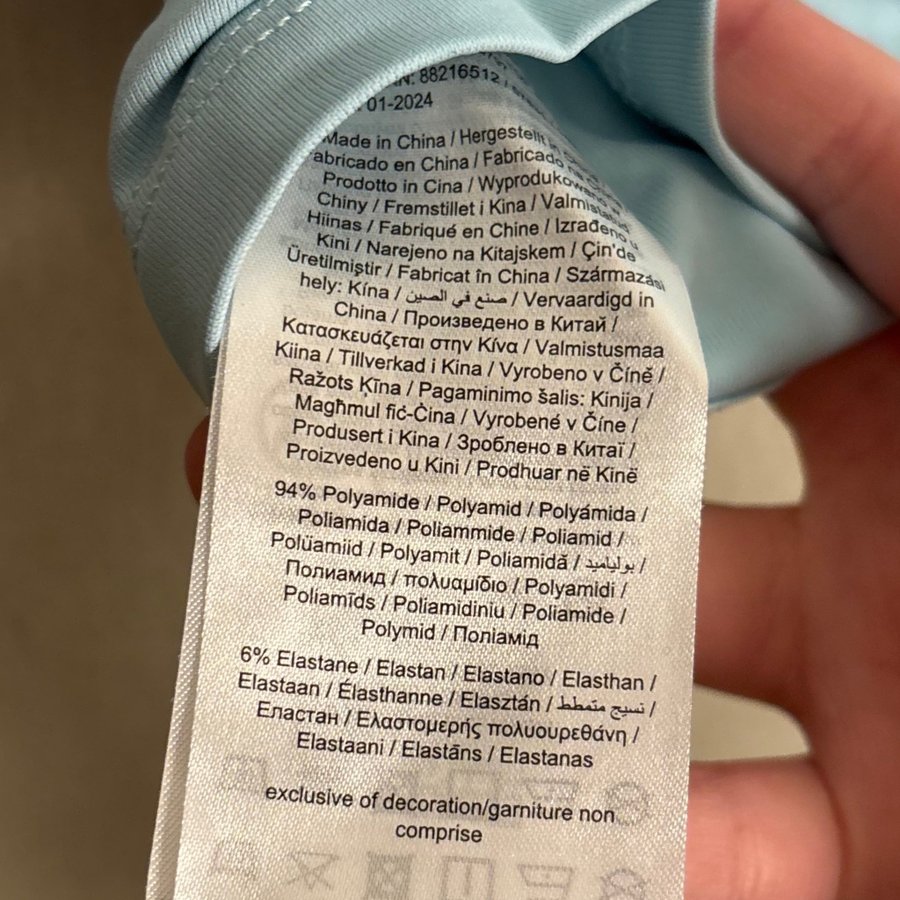 88216512 /
01-2024
Made in China / Hergestellt in
Fabricado en China / Fabricado na
Prodotto in Cina / Wyprodukowano w
Chiny / Fremstillet i Kina / Valmistatud
Hiinas / Fabriqué en Chine / Izrađeno u
Kini / Narejeno na Kitajskem / Çin'de
Üretilmiştir / Fabricat în China / Származási
hely: Kína / صنع في الصين / Vervaardigd in
China / Произведено в Китай /
Κατασκευάζεται στην Κίνα / Valmistusmaa
Kiina / Tillverkad i Kina / Vyrobeno v Číně /
Ražots Ķīna / Pagaminimo šalis: Kinija /
Magħmul fiċ-Ċina / Vyrobené v Číne /
Produsert i Kina / Зроблено в Китаї /
Proizvedeno u Kini / Prodhuar në Kinë
94% Polyamide / Polyamid / Polyámida /
Poliamida / Poliammide / Poliamid /
Polüamiid / Polyamit / Poliamidă / بولياميد /
Полиамид / πολυαμίδιο / Polyamidi /
Poliamīds / Poliamidiniu / Poliamide /
Polymid / Поліамід
6% Elastane / Elastan / Elastano / Elasthan /
Elastaan / Élasthanne / Elasztán / نسيج متمطط /
Еластан / Ελαστομερής πολυουρεθάνη /
Elastaani / Elastāns / Elastanas
exclusive of decoration/garniture non
comprise